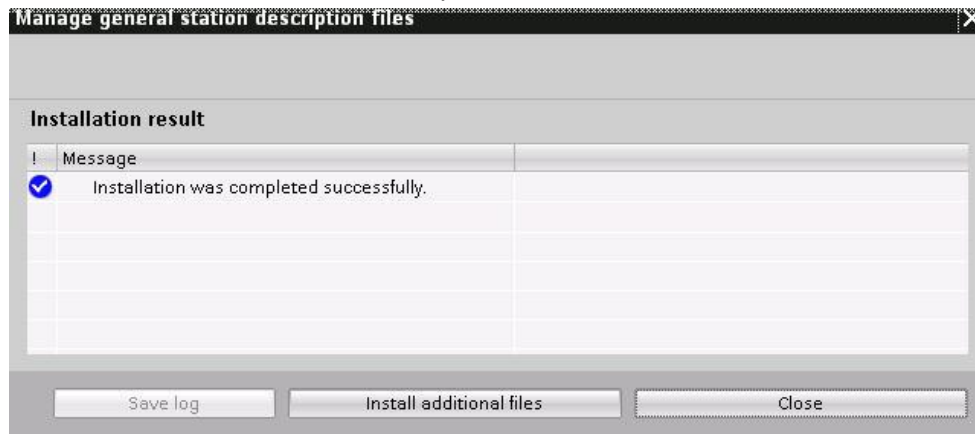 Manage general station description files
Installation result
! Message
Installation was completed successfully.
Save log Install additional files Close